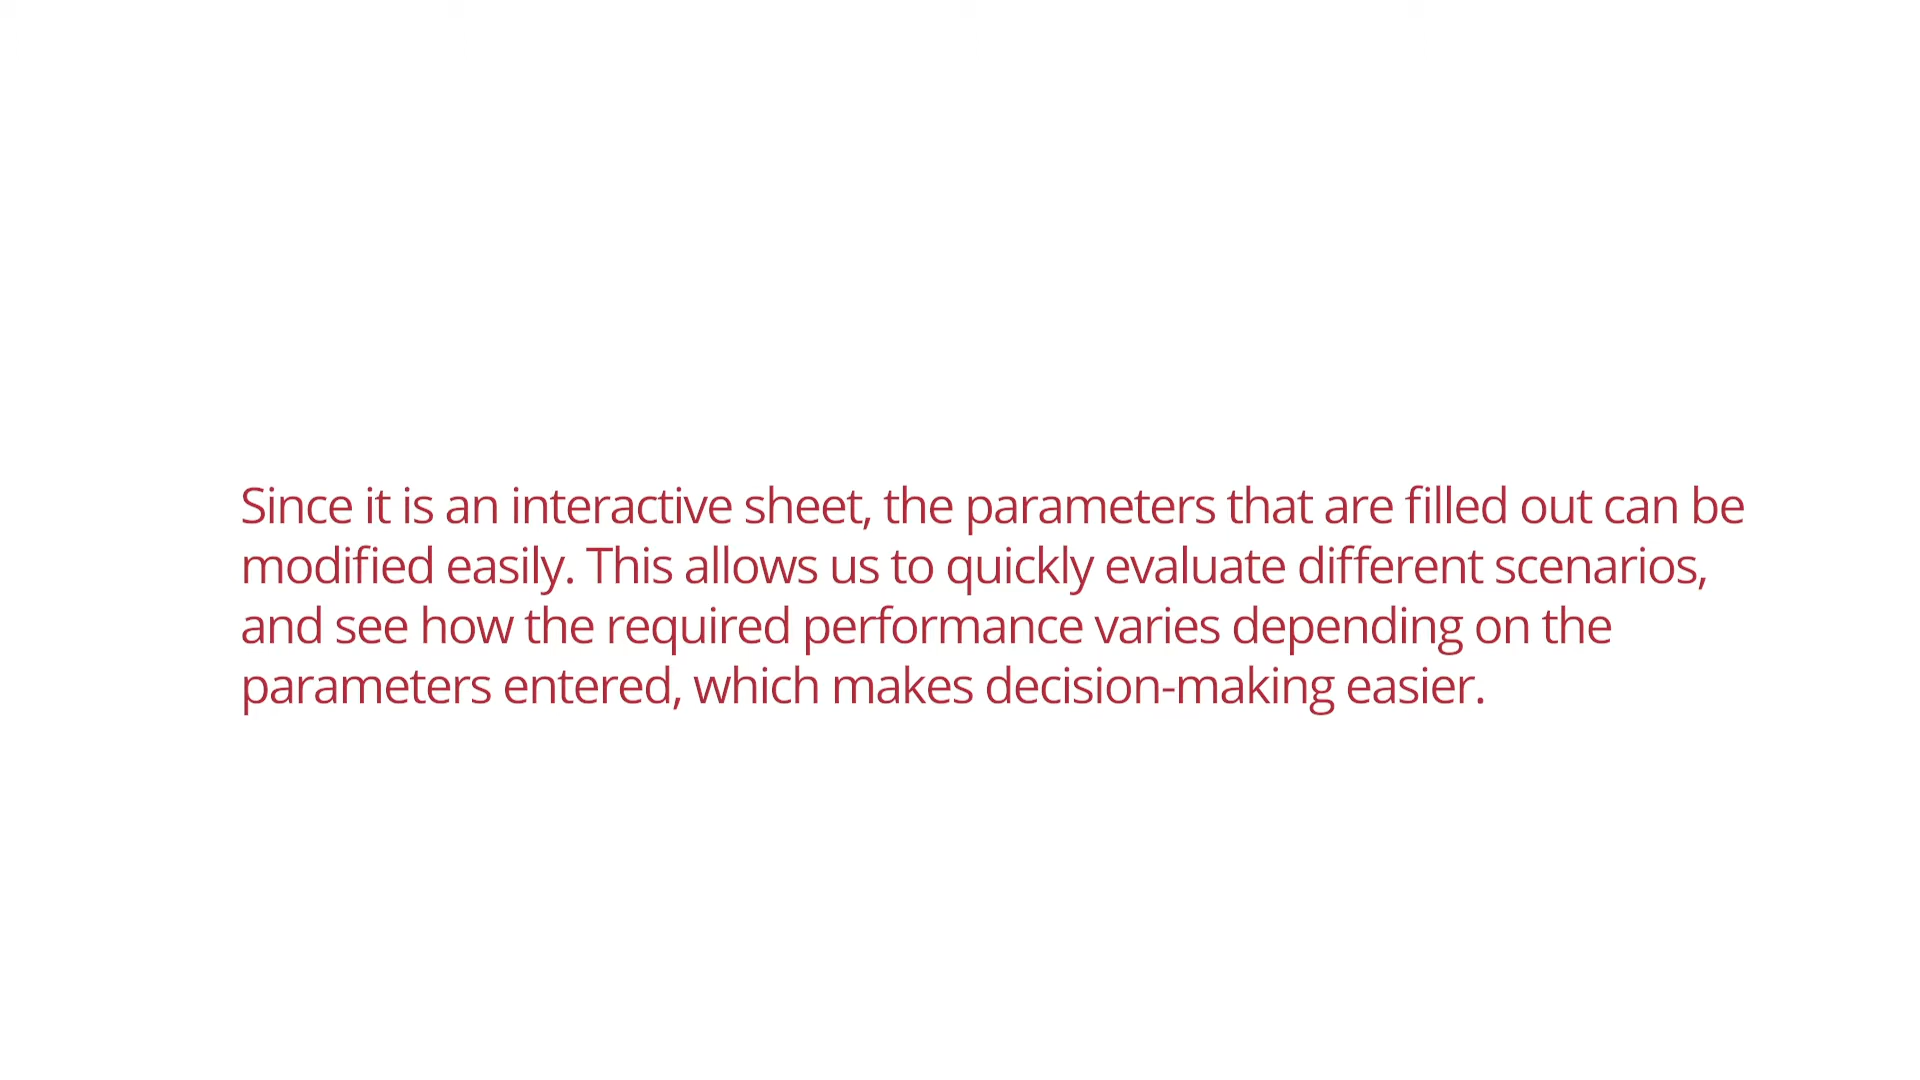 Since it is an interactive sheet, the parameters that are filled out can be
modified easily. This allows us to quickly evaluate different scenarios,
and see how the required performance varies depending on the
parameters entered, which makes decision-making easier.